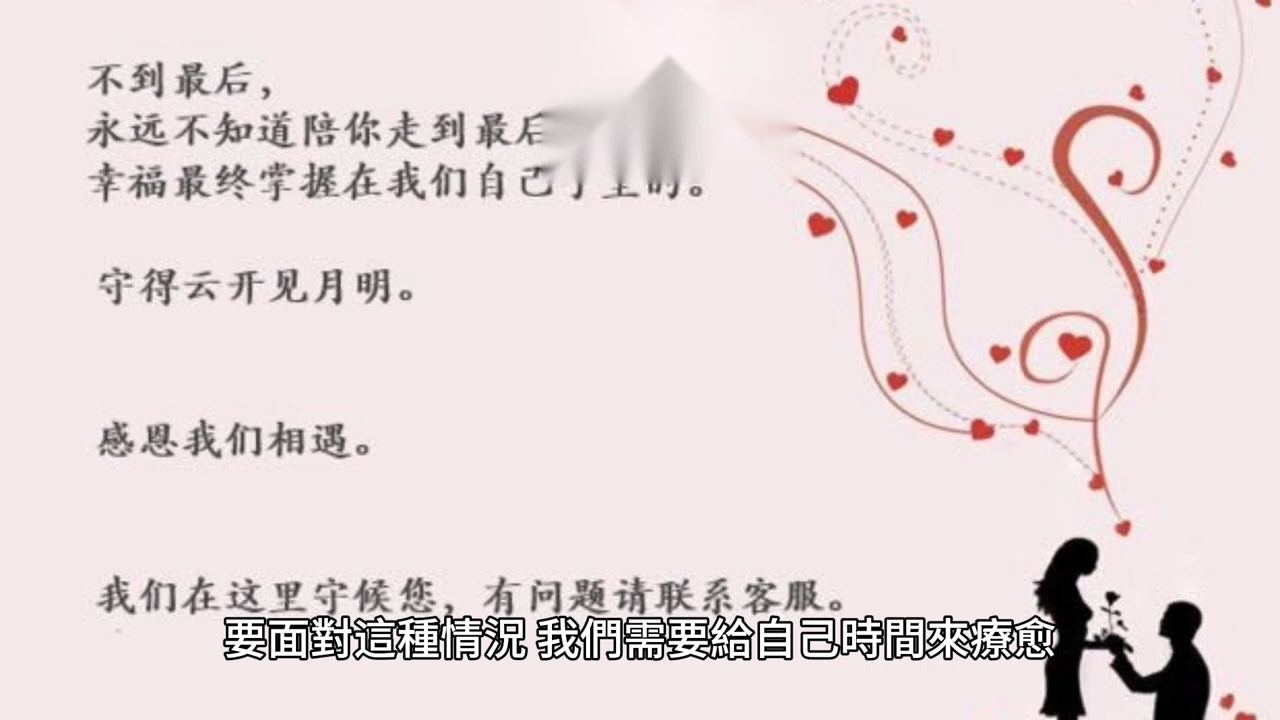 不到最后，
永远不知道陪你走到最后
幸福最终掌握在我们自己的。
守得云开见月明。
感恩我们相遇。
我们在这里守候您，有问题请联系客服。
要面對這種情況 我們需要給自己時間來療愈